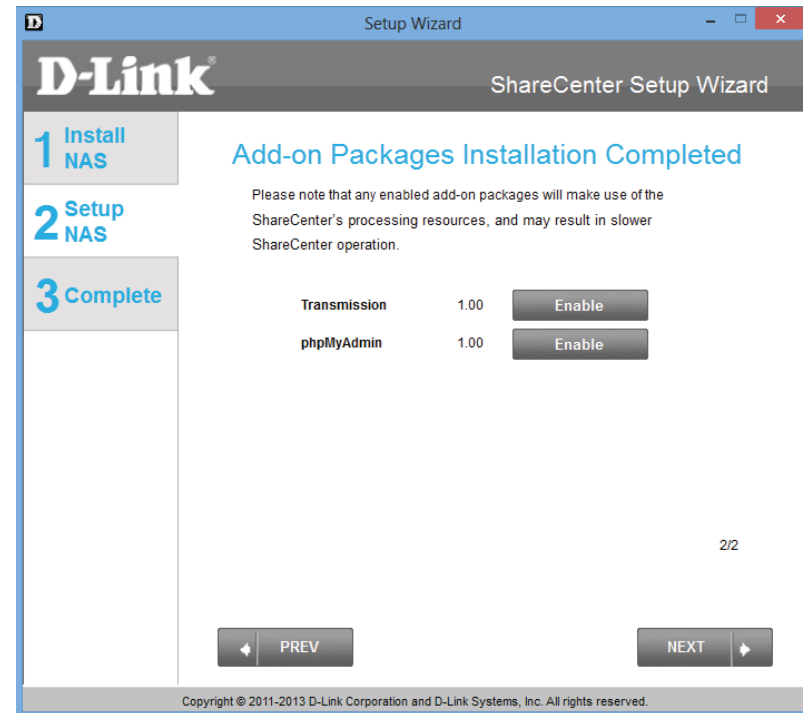 Setup Wizard
D-Link
ShareCenter Setup Wizard
1 Install
NAS
2 Setup
NAS
3 Complete
Add-on Packages Installation Completed
Please note that any enabled add-on packages will make use of the
ShareCenter's processing resources, and may result in slower
ShareCenter operation.
Transmission 1.00 Enable
phpMyAdmin 1.00 Enable
2/2
PREV NEXT
Copyright © 2011-2013 D-Link Corporation and D-Link Systems, Inc. All rights reserved.